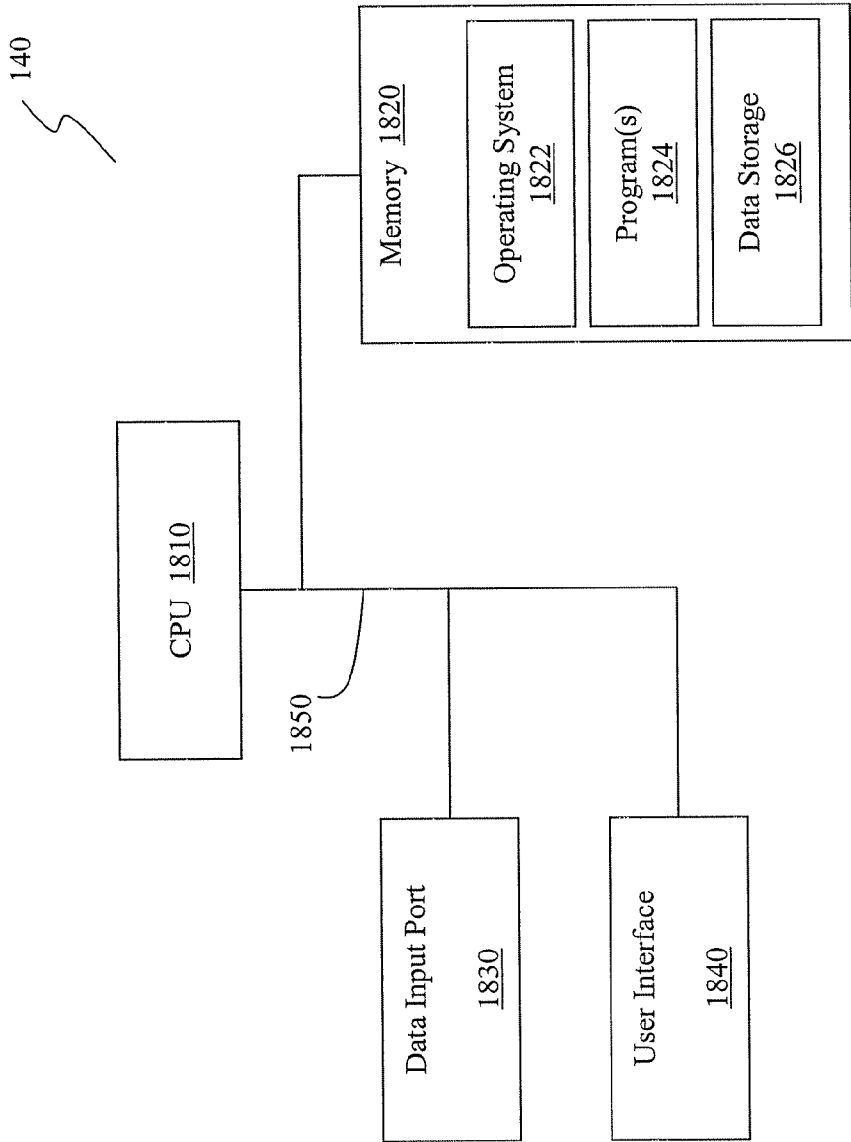 140
CPU 1810
1850
Memory 1820
Operating System
1822
Program(s)
1824
Data Storage
1826
Data Input Port
1830
User Interface
1840